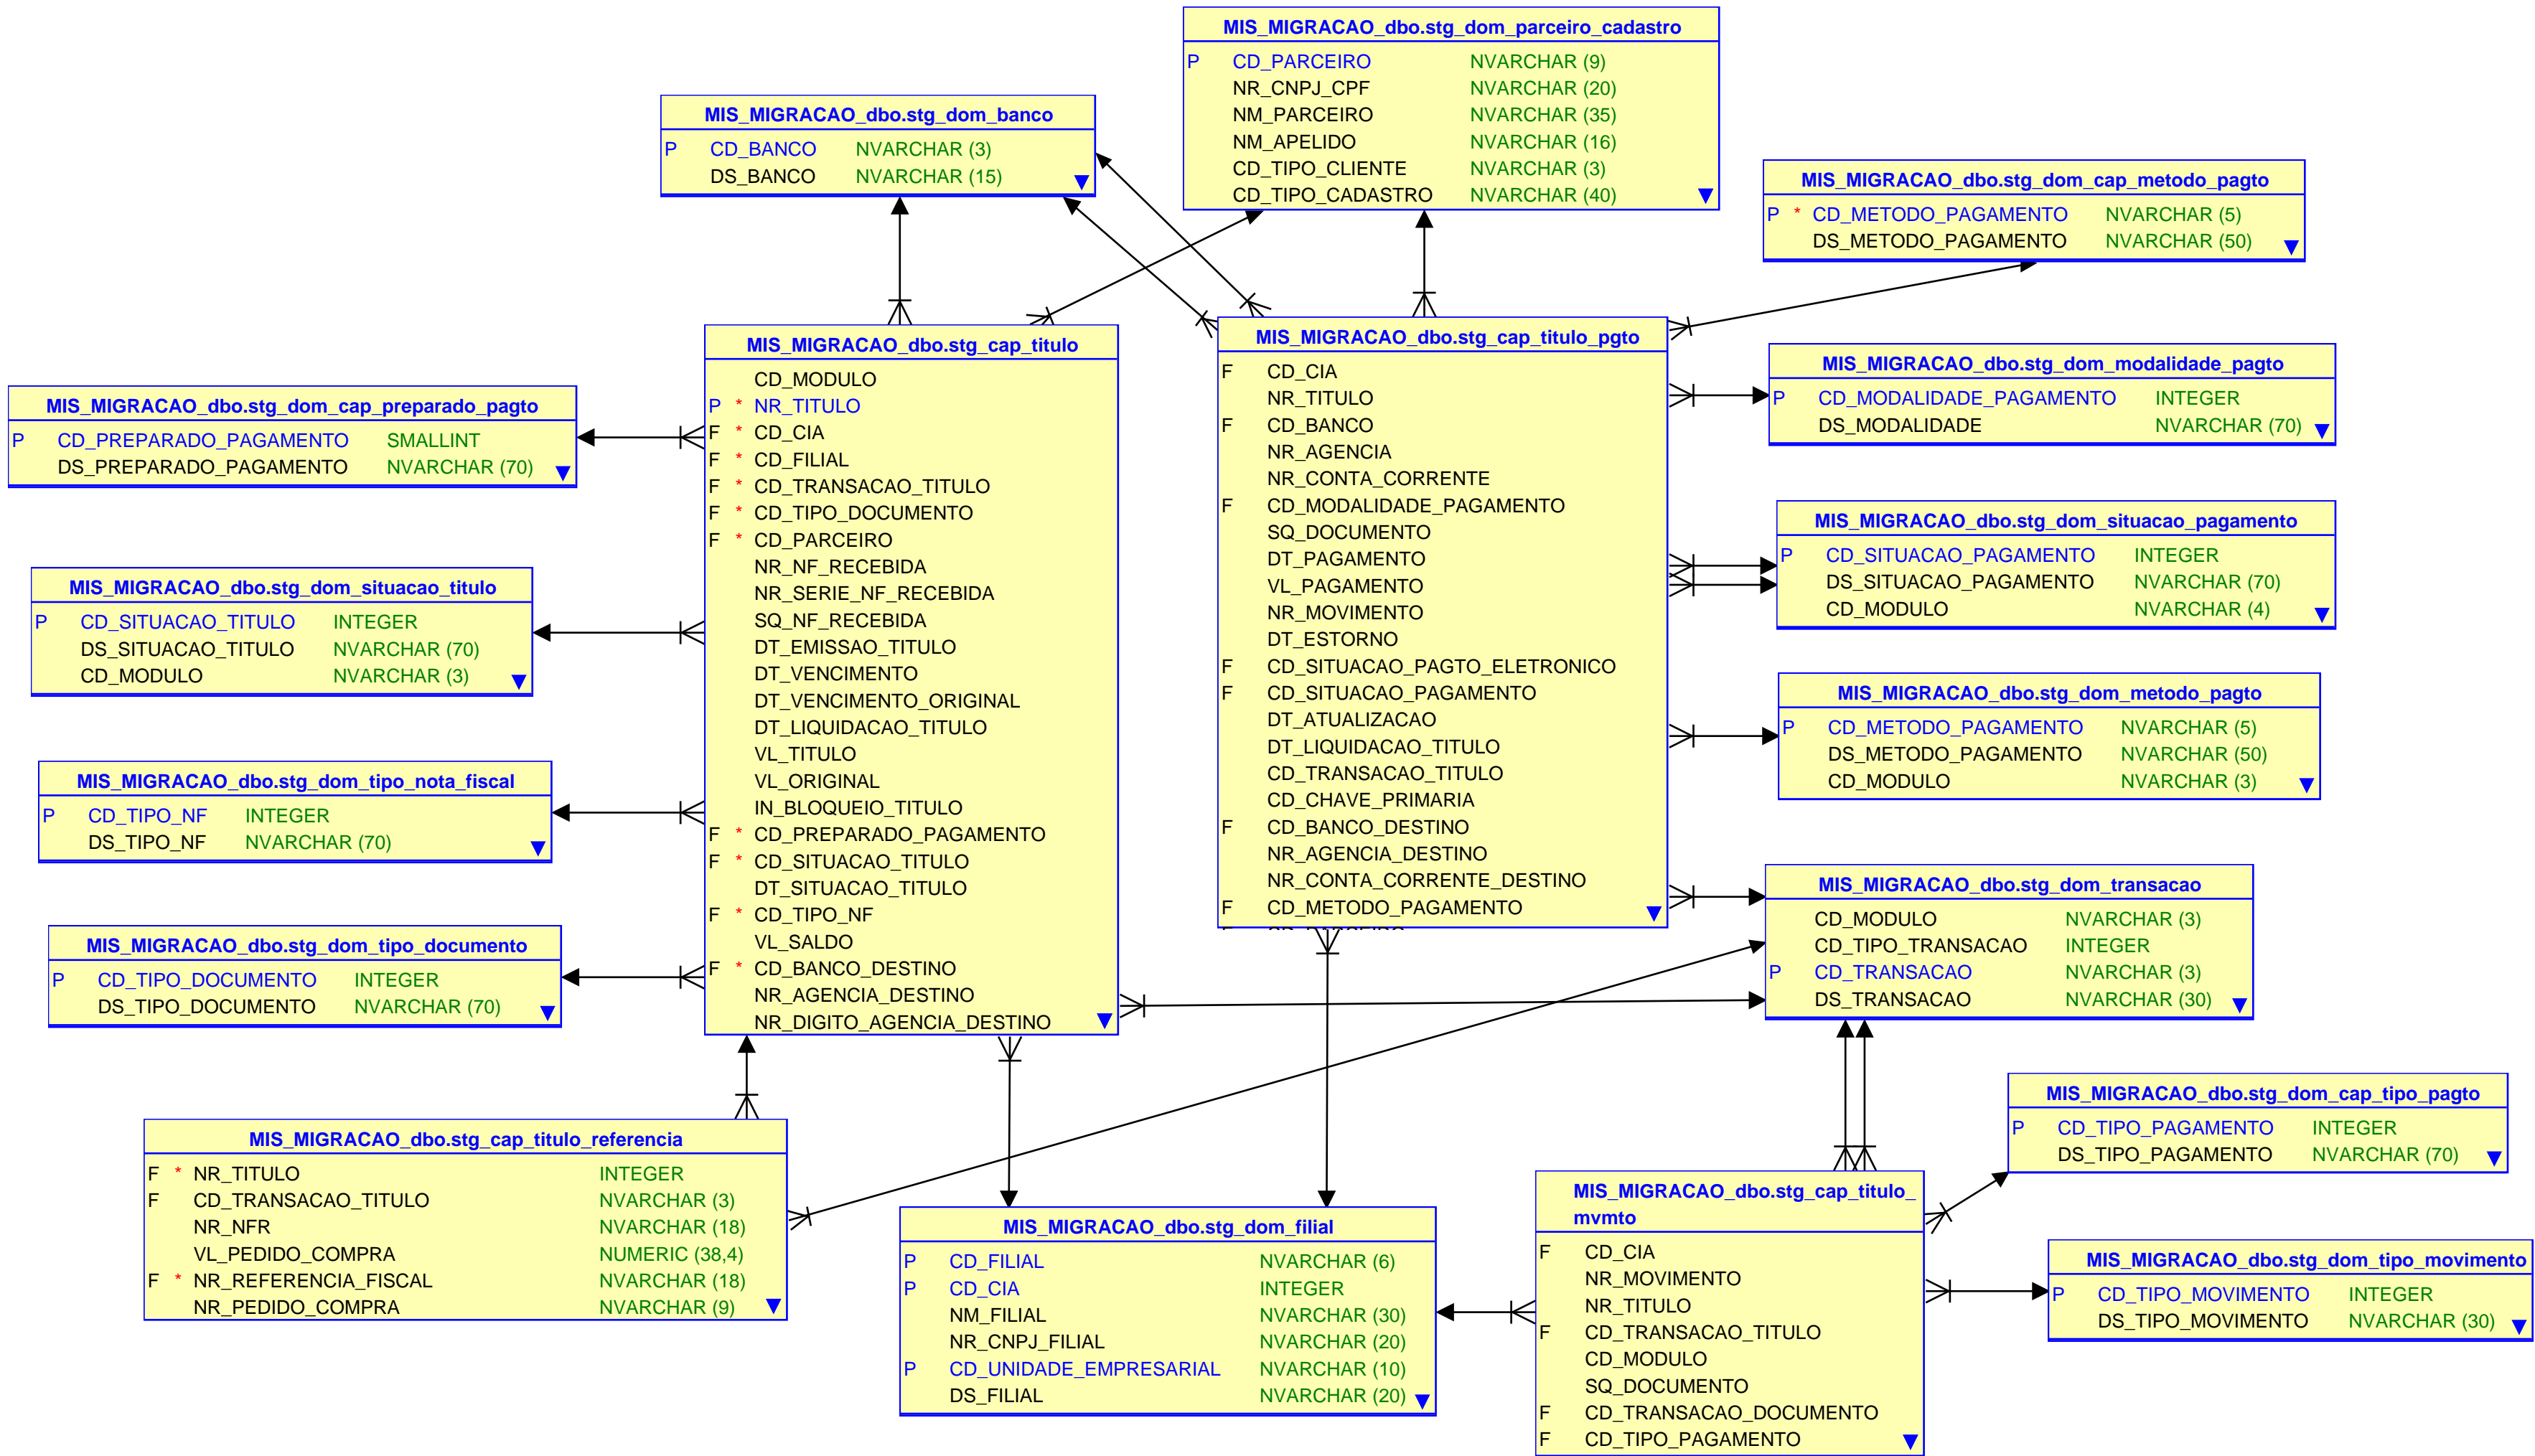 MIS_MIGRACAO_dbo.stg_dom_parceiro_cadastro
P CD_PARCEIRO NVARCHAR (9)
NR_CNPJ_CPF NVARCHAR (20)
NM_PARCEIRO NVARCHAR (35)
NM_APELIDO NVARCHAR (16)
CD_TIPO_CLIENTE NVARCHAR (3)
CD_TIPO_CADASTRO NVARCHAR (40)
MIS_MIGRACAO_dbo.stg_dom_banco
P CD_BANCO NVARCHAR (3)
DS_BANCO NVARCHAR (15)
MIS_MIGRACAO_dbo.stg_dom_cap_metodo_pagto
P * CD_METODO_PAGAMENTO NVARCHAR (5)
DS_METODO_PAGAMENTO NVARCHAR (50)
MIS_MIGRACAO_dbo.stg_cap_titulo
CD_MODULO
P * NR_TITULO
F * CD_CIA
F * CD_FILIAL
F * CD_TRANSACAO_TITULO
F * CD_TIPO_DOCUMENTO
F * CD_PARCEIRO
NR_NF_RECEBIDA
NR_SERIE_NF_RECEBIDA
SQ_NF_RECEBIDA
DT_EMISSAO_TITULO
DT_VENCIMENTO
DT_VENCIMENTO_ORIGINAL
DT_LIQUIDACAO_TITULO
VL_TITULO
VL_ORIGINAL
IN_BLOQUEIO_TITULO
F * CD_PREPARADO_PAGAMENTO
F * CD_SITUACAO_TITULO
DT_SITUACAO_TITULO
F * CD_TIPO_NF
VL_SALDO
F * CD_BANCO_DESTINO
NR_AGENCIA_DESTINO
NR_DIGITO_AGENCIA_DESTINO
MIS_MIGRACAO_dbo.stg_cap_titulo_pgto
F CD_CIA
NR_TITULO
F CD_BANCO
NR_AGENCIA
NR_CONTA_CORRENTE
F CD_MODALIDADE_PAGAMENTO
SQ_DOCUMENTO
DT_PAGAMENTO
VL_PAGAMENTO
NR_MOVIMENTO
DT_ESTORNO
F CD_SITUACAO_PAGTO_ELETRONICO
F CD_SITUACAO_PAGAMENTO
DT_ATUALIZACAO
DT_LIQUIDACAO_TITULO
CD_TRANSACAO_TITULO
CD_CHAVE_PRIMARIA
F CD_BANCO_DESTINO
NR_AGENCIA_DESTINO
NR_CONTA_CORRENTE_DESTINO
F CD_METODO_PAGAMENTO
MIS_MIGRACAO_dbo.stg_dom_modalidade_pagto
P CD_MODALIDADE_PAGAMENTO INTEGER
DS_MODALIDADE NVARCHAR (70)
MIS_MIGRACAO_dbo.stg_dom_cap_preparado_pagto
P CD_PREPARADO_PAGAMENTO SMALLINT
DS_PREPARADO_PAGAMENTO NVARCHAR (70)
MIS_MIGRACAO_dbo.stg_dom_situacao_pagamento
P CD_SITUACAO_PAGAMENTO INTEGER
DS_SITUACAO_PAGAMENTO NVARCHAR (70)
CD_MODULO NVARCHAR (4)
MIS_MIGRACAO_dbo.stg_dom_situacao_titulo
P CD_SITUACAO_TITULO INTEGER
DS_SITUACAO_TITULO NVARCHAR (70)
CD_MODULO NVARCHAR (3)
MIS_MIGRACAO_dbo.stg_dom_metodo_pagto
P CD_METODO_PAGAMENTO NVARCHAR (5)
DS_METODO_PAGAMENTO NVARCHAR (50)
CD_MODULO NVARCHAR (3)
MIS_MIGRACAO_dbo.stg_dom_tipo_nota_fiscal
P CD_TIPO_NF INTEGER
DS_TIPO_NF NVARCHAR (70)
MIS_MIGRACAO_dbo.stg_dom_transacao
CD_MODULO NVARCHAR (3)
CD_TIPO_TRANSACAO INTEGER
P CD_TRANSACAO NVARCHAR (3)
DS_TRANSACAO NVARCHAR (30)
MIS_MIGRACAO_dbo.stg_dom_tipo_documento
P CD_TIPO_DOCUMENTO INTEGER
DS_TIPO_DOCUMENTO NVARCHAR (70)
MIS_MIGRACAO_dbo.stg_dom_cap_tipo_pagto
P CD_TIPO_PAGAMENTO INTEGER
DS_TIPO_PAGAMENTO NVARCHAR (70)
MIS_MIGRACAO_dbo.stg_cap_titulo_referencia
F * NR_TITULO INTEGER
F CD_TRANSACAO_TITULO NVARCHAR (3)
NR_NFR NVARCHAR (18)
VL_PEDIDO_COMPRA NUMERIC (38,4)
F * NR_REFERENCIA_FISCAL NVARCHAR (18)
NR_PEDIDO_COMPRA NVARCHAR (9)
MIS_MIGRACAO_dbo.stg_dom_filial
P CD_FILIAL NVARCHAR (6)
P CD_CIA INTEGER
NM_FILIAL NVARCHAR (30)
NR_CNPJ_FILIAL NVARCHAR (20)
P CD_UNIDADE_EMPRESARIAL NVARCHAR (10)
DS_FILIAL NVARCHAR (20)
MIS_MIGRACAO_dbo.stg_cap_titulo_
mvmto
F CD_CIA
NR_MOVIMENTO
NR_TITULO
F CD_TRANSACAO_TITULO
CD_MODULO
SQ_DOCUMENTO
F CD_TRANSACAO_DOCUMENTO
F CD_TIPO_PAGAMENTO
MIS_MIGRACAO_dbo.stg_dom_tipo_movimento
P CD_TIPO_MOVIMENTO INTEGER
DS_TIPO_MOVIMENTO NVARCHAR (30)